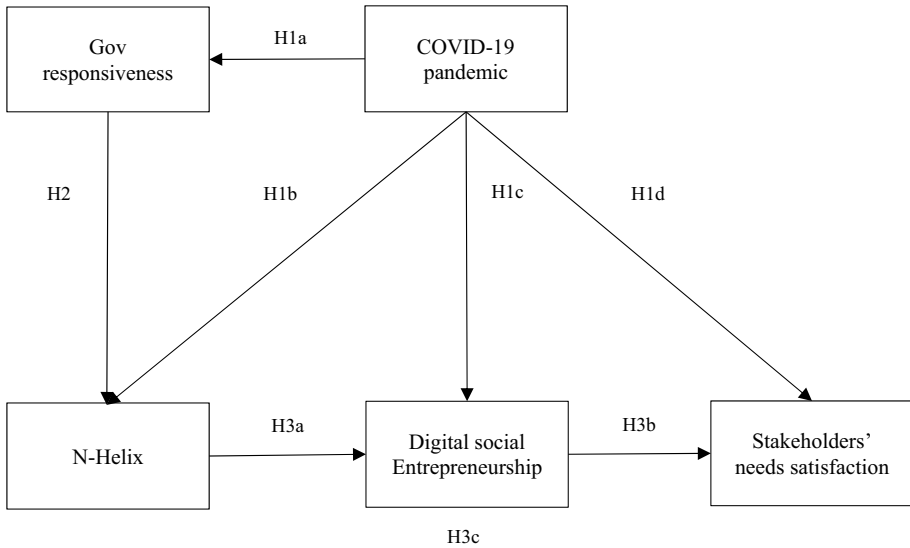 Gov
responsiveness
H1a
COVID-19
pandemic
H2
H1b
H1c
H1d
N-Helix
H3a
Digital social
Entrepreneurship
H3b
Stakeholders’
needs satisfaction
H3c